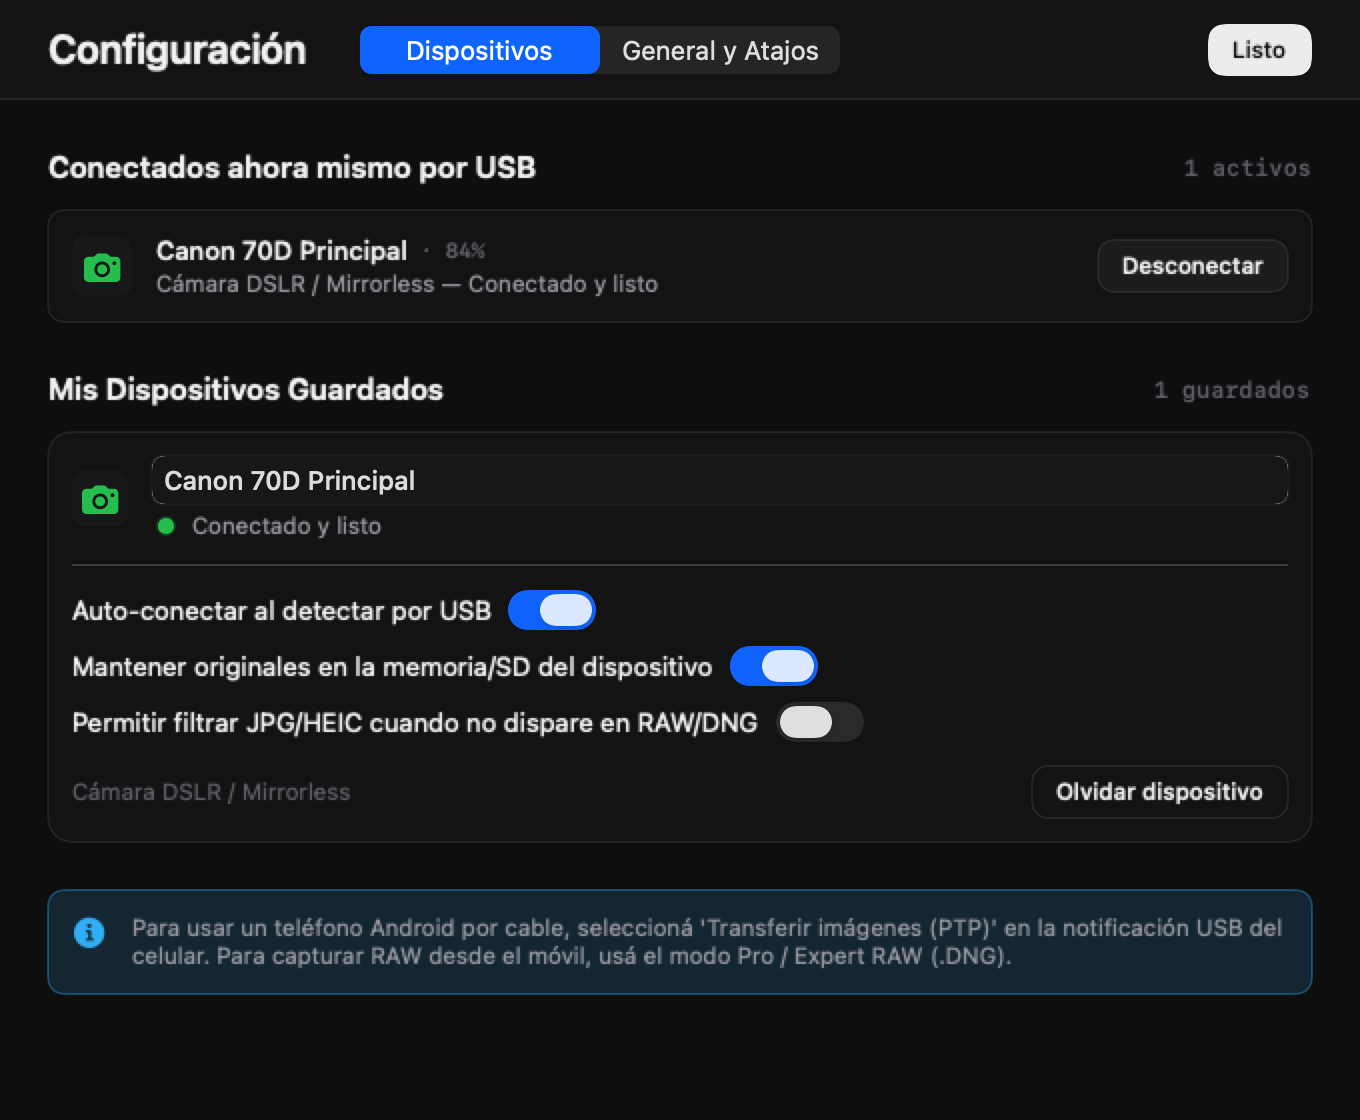 Configuración
Dispositivos
General y Atajos
Listo
Conectados ahora mismo por USB
1 activos
Canon 70D Principal · 84%
Cámara DSLR / Mirrorless — Conectado y listo
Desconectar
Mis Dispositivos Guardados
1 guardados
Canon 70D Principal
Conectado y listo
Auto-conectar al detectar por USB
Mantener originales en la memoria/SD del dispositivo
Permitir filtrar JPG/HEIC cuando no dispare en RAW/DNG
Cámara DSLR / Mirrorless
Olvidar dispositivo
Para usar un teléfono Android por cable, seleccioná 'Transferir imágenes (PTP)' en la notificación USB del
celular. Para capturar RAW desde el móvil, usá el modo Pro / Expert RAW (.DNG).